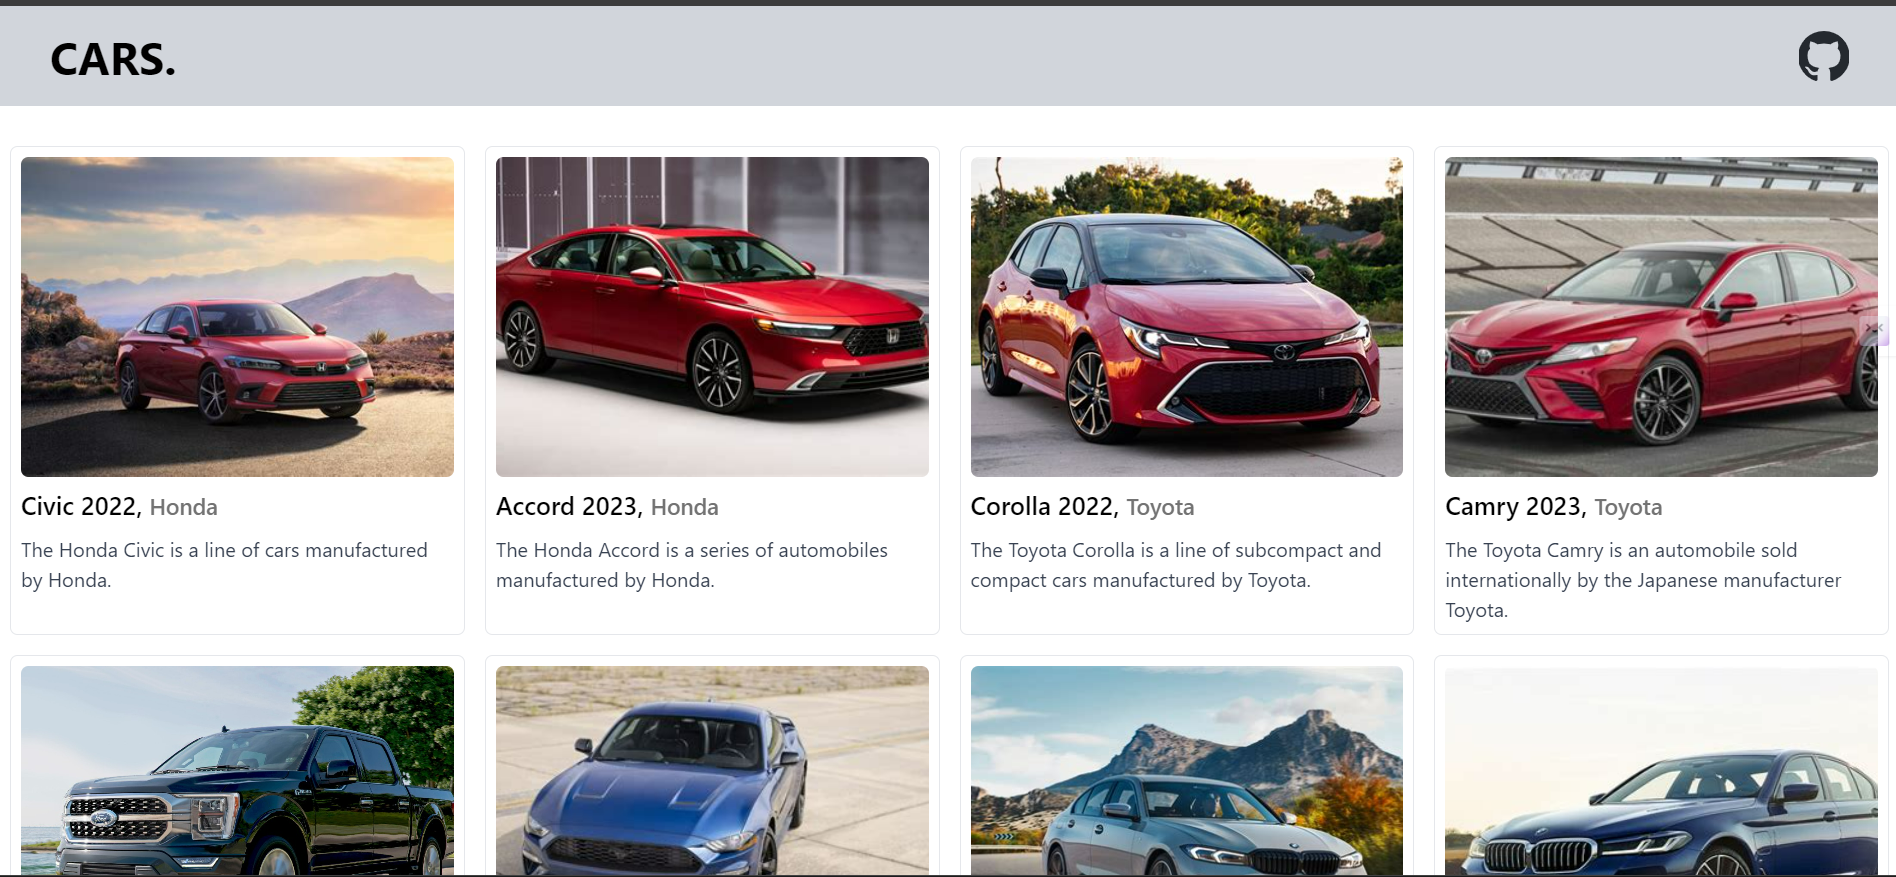 CARS.
Civic 2022, Honda
The Honda Civic is a line of cars manufactured
by Honda.
Accord 2023, Honda
The Honda Accord is a series of automobiles
manufactured by Honda.
Corolla 2022, Toyota
The Toyota Corolla is a line of subcompact and
compact cars manufactured by Toyota.
Camry 2023, Toyota
The Toyota Camry is an automobile sold
internationally by the Japanese manufacturer
Toyota.
Ford